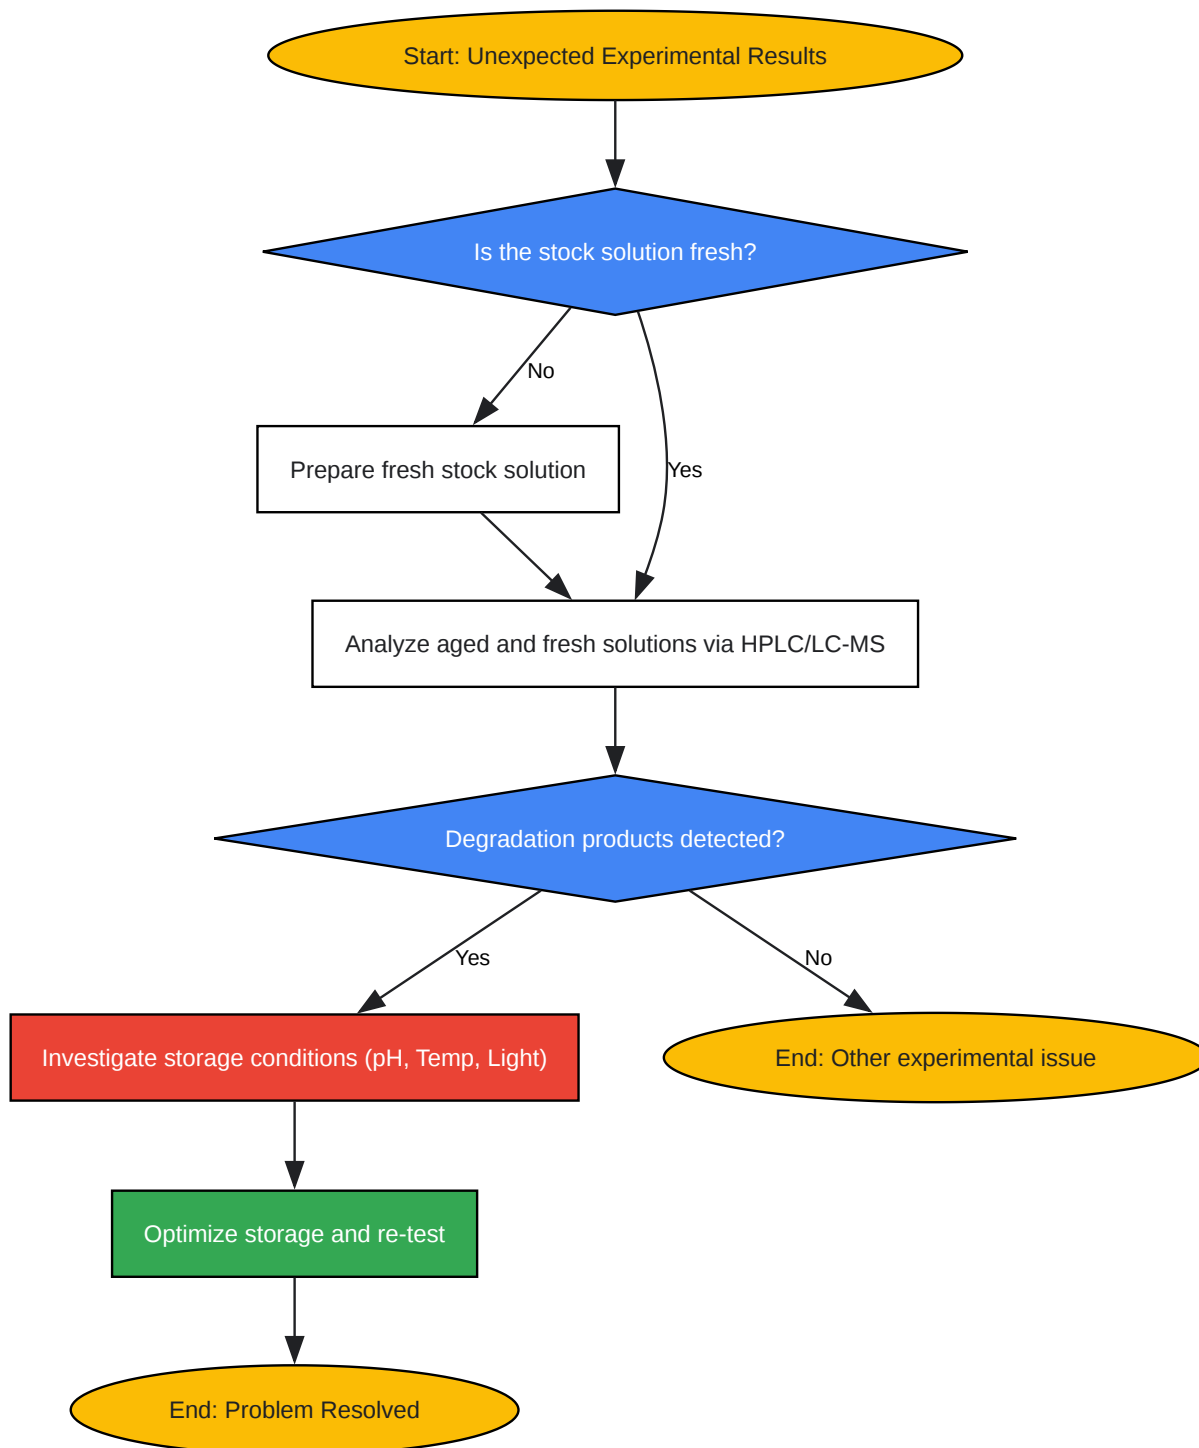 Start: Unexpected Experimental Results
Is the stock solution fresh?
No
Prepare fresh stock solution
Yes
Analyze aged and fresh solutions via HPLC/LC-MS
Degradation products detected?
Yes
No
Investigate storage conditions (pH, Temp, Light)
End: Other experimental issue
Optimize storage and re-test
End: Problem Resolved